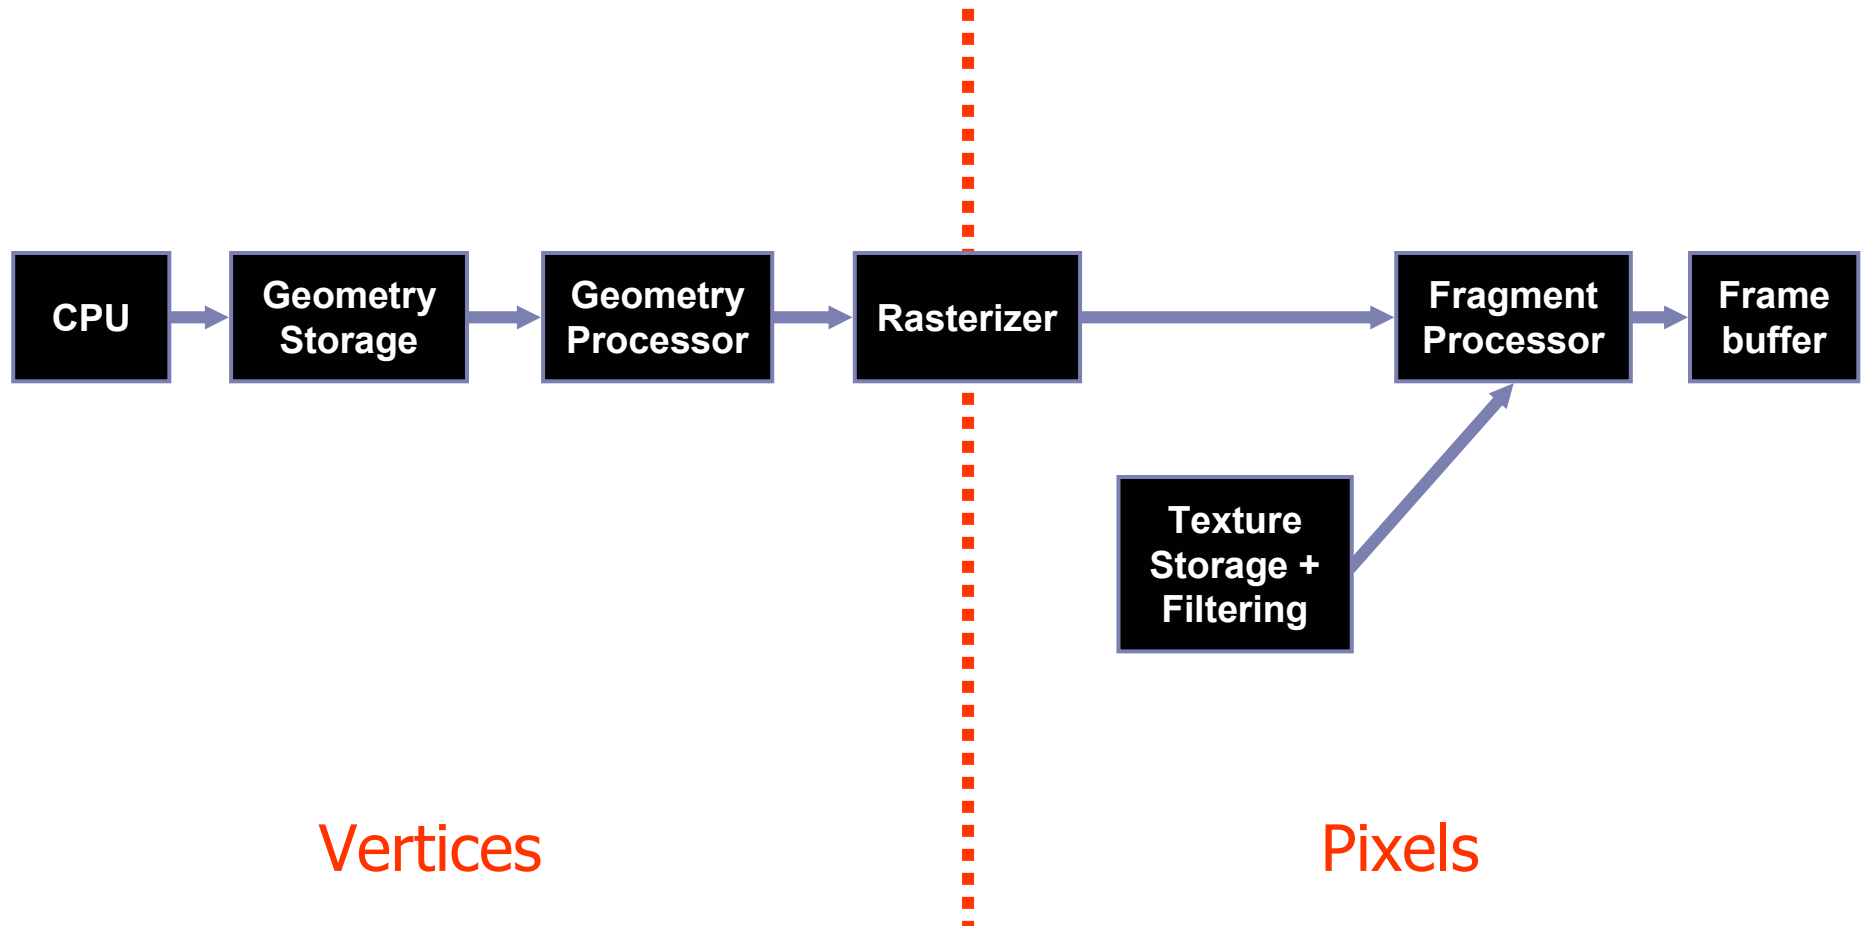 CPU
Geometry
Storage
Geometry
Processor
Rasterizer
Fragment
Processor
Frame
buffer
Texture
Storage +
Filtering
Vertices
Pixels